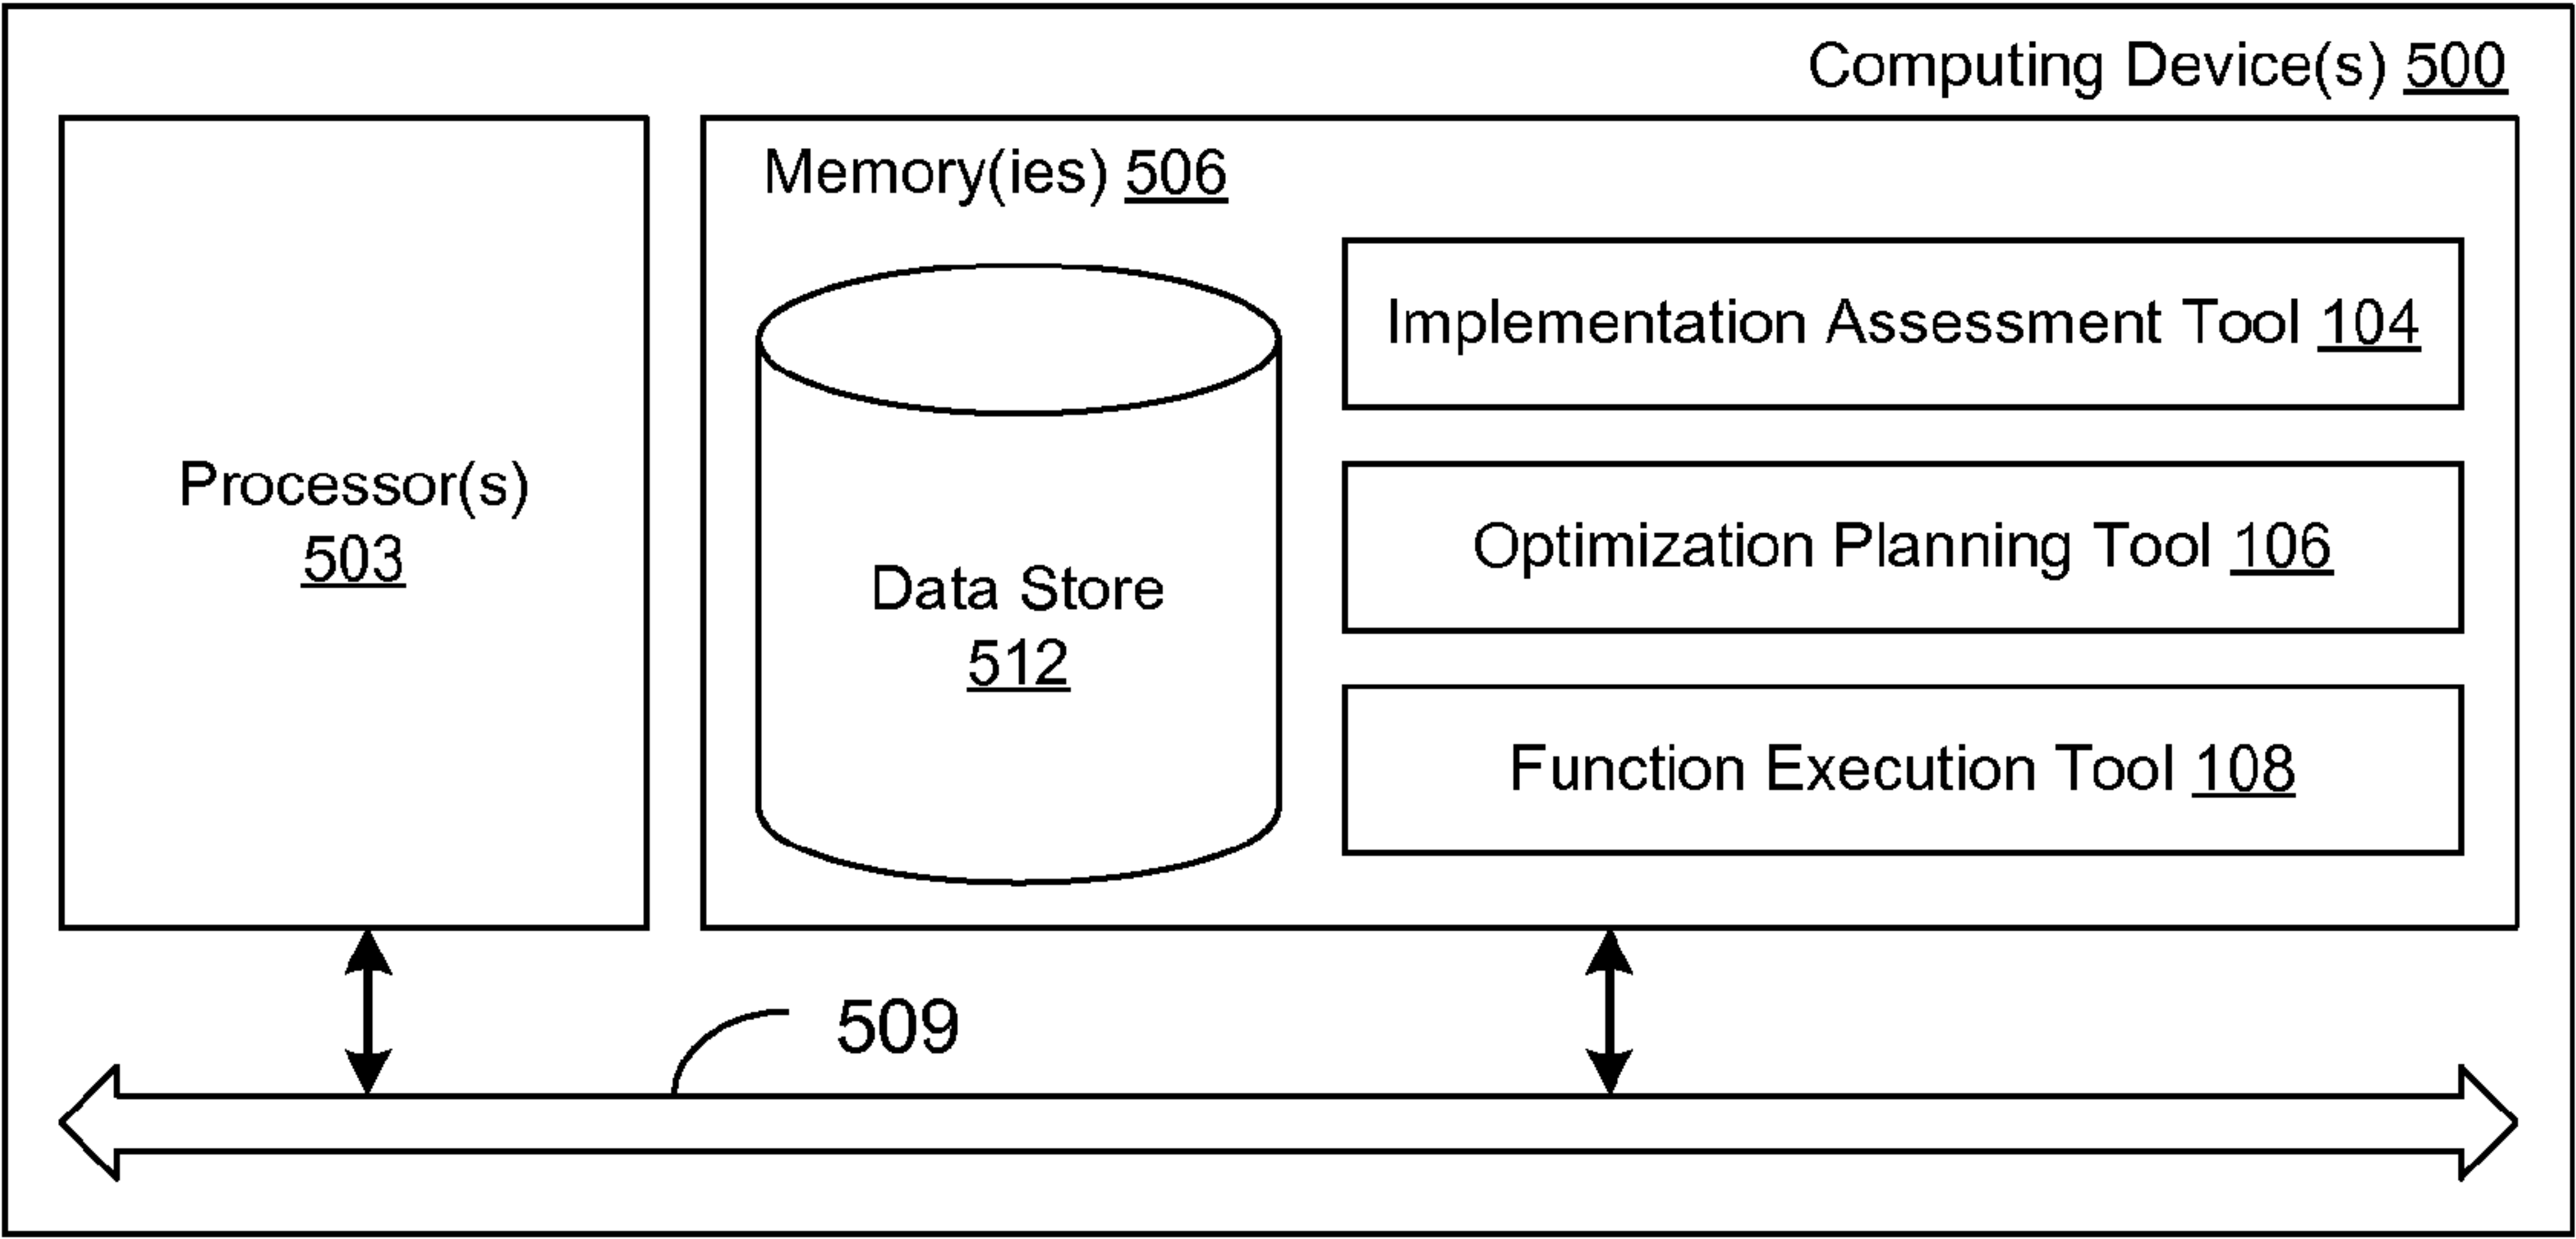 Computing Device(s) 500
Processor(s)
503
Memory(ies) 506
Data Store
512
Implementation Assessment Tool 104
Optimization Planning Tool 106
Function Execution Tool 108
509